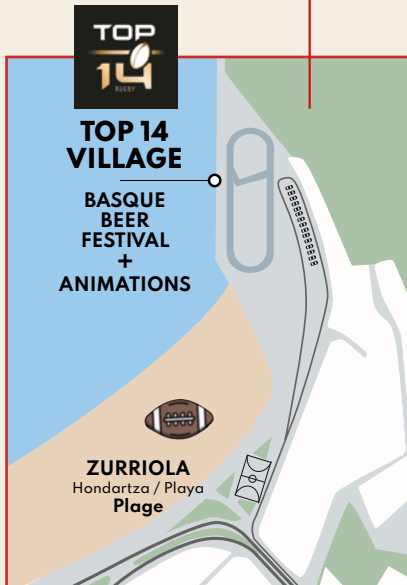 TOP
14
RUGBY
TOP 14
VILLAGE
BASQUE
BEER
FESTIVAL
+
ANIMATIONS
ZURRIOLA
Hondartza / Playa
Plage